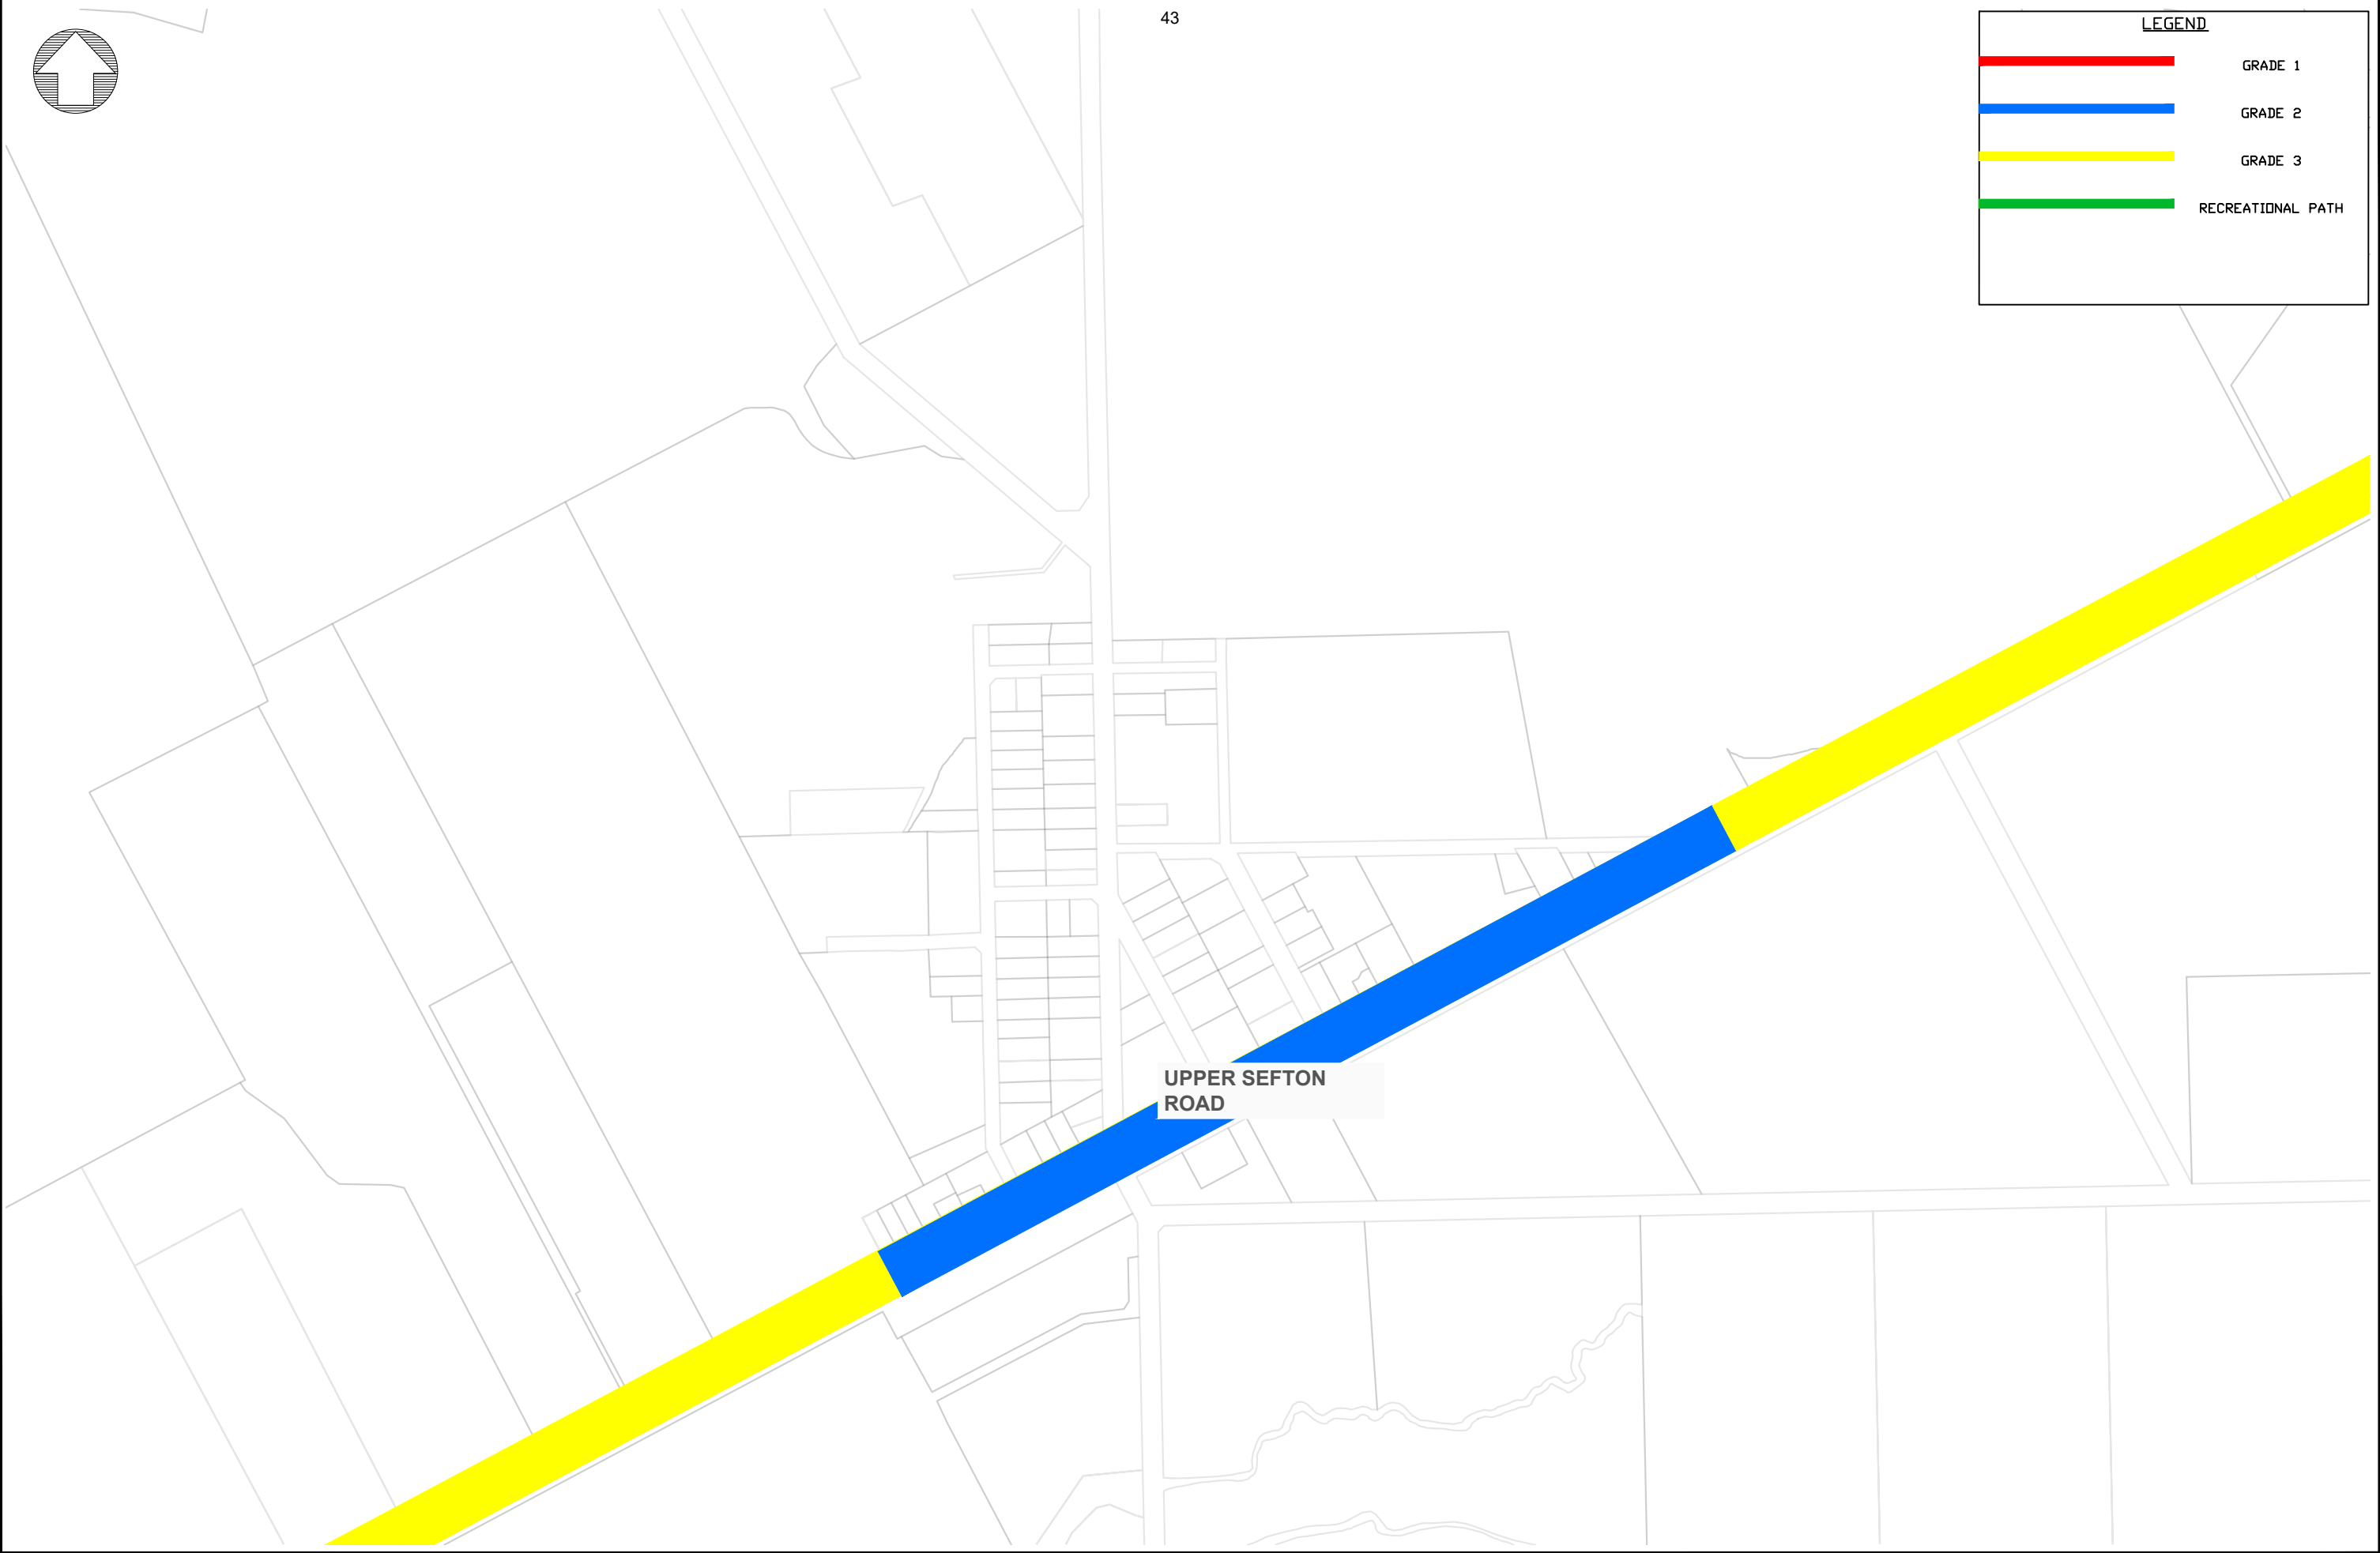 43
LEGEND
GRADE 1
GRADE 2
GRADE 3
RECREATIONAL PATH
UPPER SEFTON
ROAD